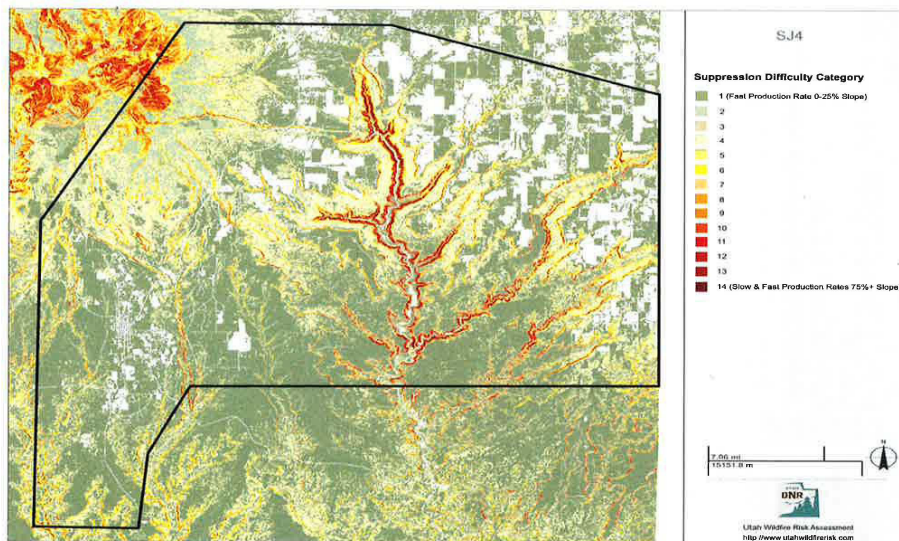 SJ4
Suppression Difficulty Category
1 (Fast Production Rate 0-25% Slope)
2
3
4
5
6
7
8
9
10
11
12
13
14 (Slow & Fast Production Rates 75%+ Slope
7.96 mi
15151.8 m
N
DNR
Utah Wildfire Risk Assessment
http://www.utahwildfirerisk.com